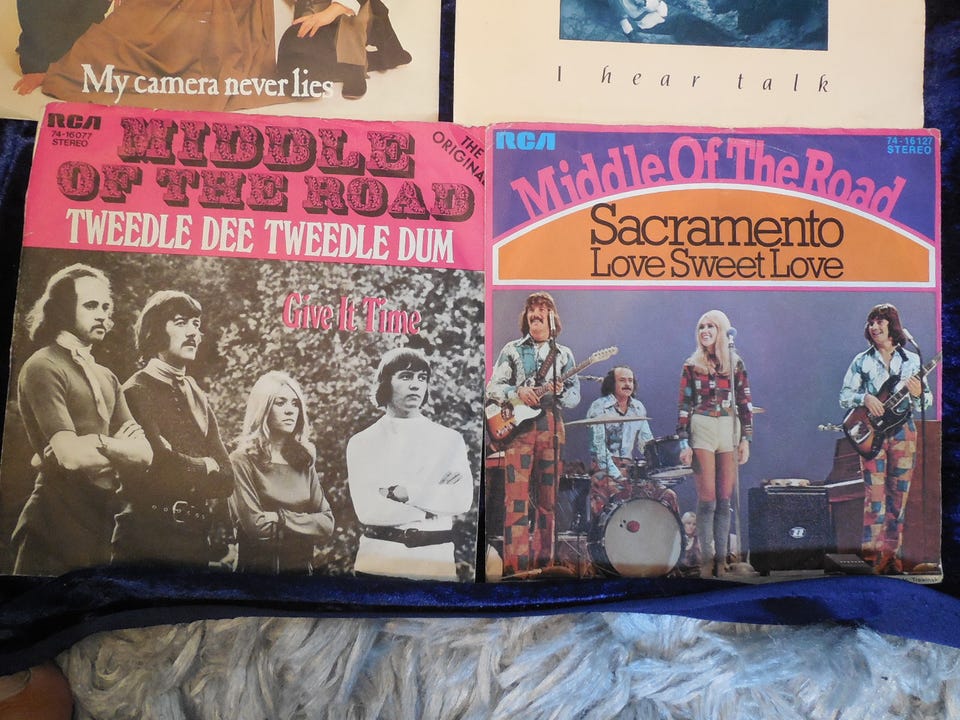 My camera never lies
I hear talk
RCA
74-16077
STEREO
THE
ORIGINAL
MIDDLE
OF THE ROAD
TWEEDLE DEE TWEEDLE DUM
Give It Time
RCA
74-16127
STEREO
Middle Of The Road
Sacramento
Love Sweet Love